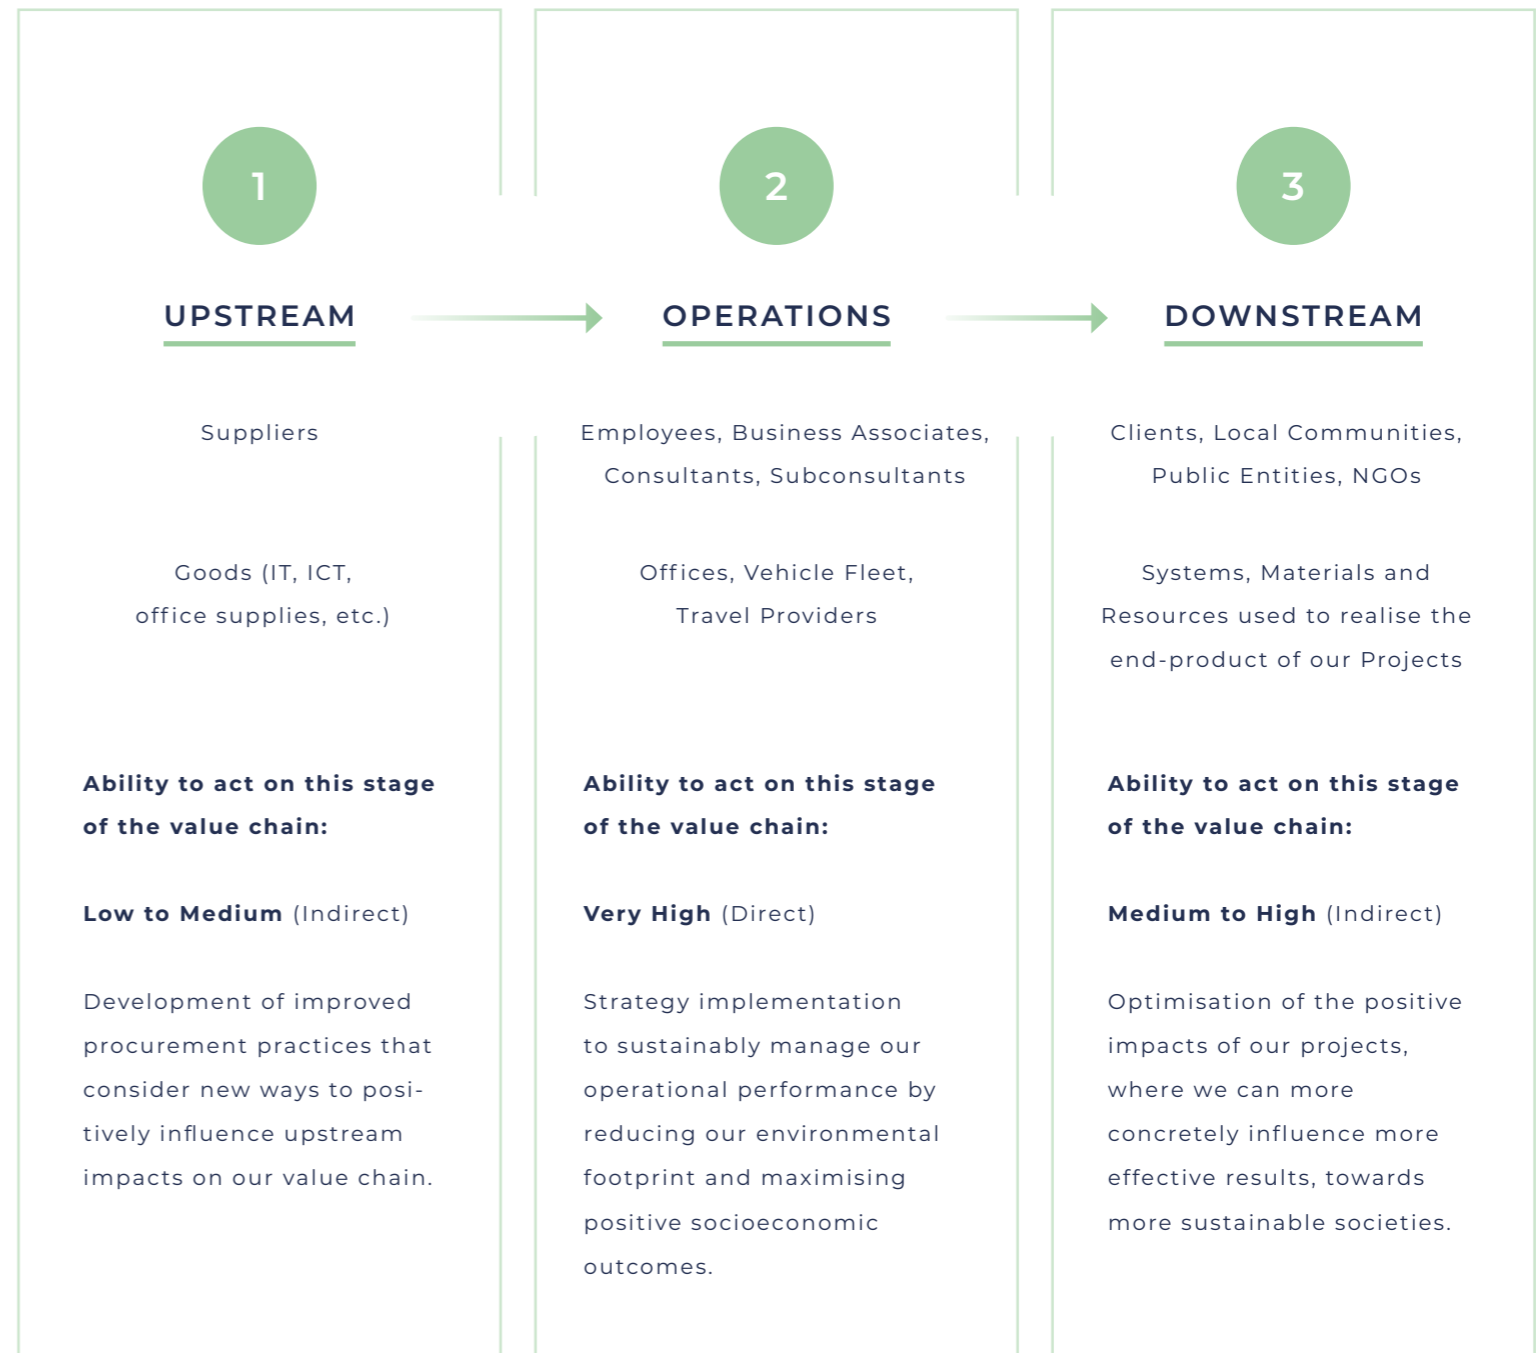 1
UPSTREAM
Suppliers
Goods (IT, ICT,
office supplies, etc.)
Ability to act on this stage
of the value chain:
Low to Medium (Indirect)
Development of improved
procurement practices that
consider new ways to posi-
tively influence upstream
impacts on our value chain.
2
OPERATIONS
Employees, Business Associates,
Consultants, Subconsultants
Offices, Vehicle Fleet,
Travel Providers
Ability to act on this stage
of the value chain:
Very High (Direct)
Strategy implementation
to sustainably manage our
operational performance by
reducing our environmental
footprint and maximising
positive socioeconomic
outcomes.
3
DOWNSTREAM
Clients, Local Communities,
Public Entities, NGOs
Systems, Materials and
Resources used to realise the
end-product of our Projects
Ability to act on this stage
of the value chain:
Medium to High (Indirect)
Optimisation of the positive
impacts of our projects,
where we can more
concretely influence more
effective results, towards
more sustainable societies.